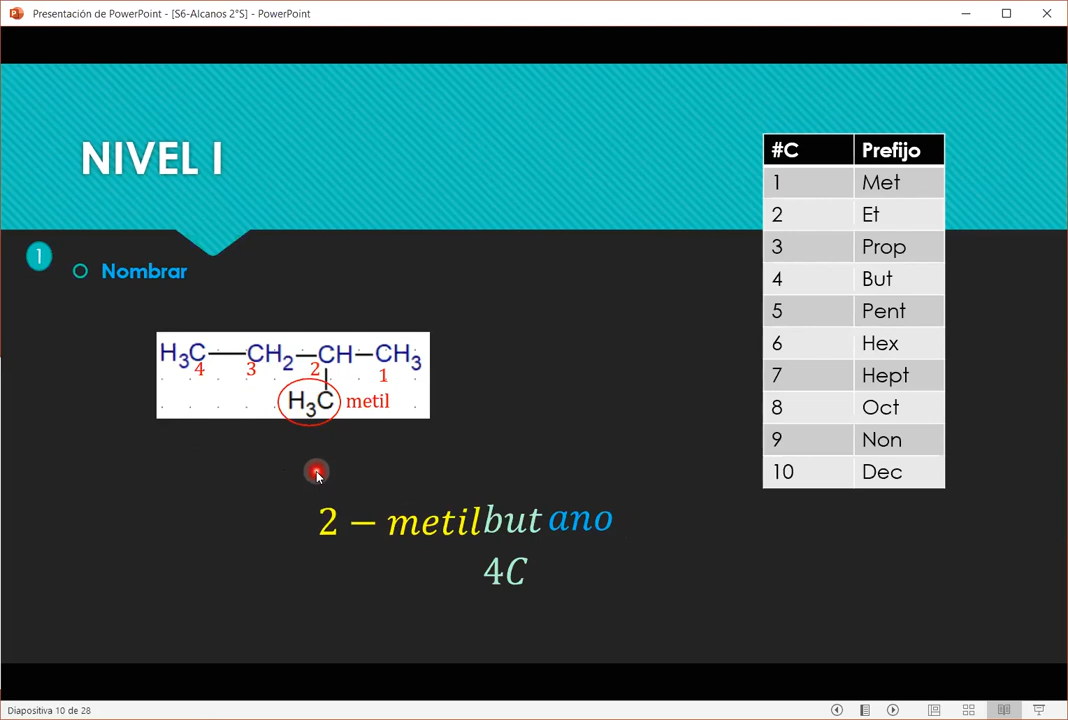 Presentación de PowerPoint - [S6-Alcanos 2°S] - PowerPoint
NIVEL I
1
Nombrar
H3C—CH2—CH—CH3
4 3 2 1
H3C metil
2 − metilbutano
4C
#C Prefijo
1 Met
2 Et
3 Prop
4 But
5 Pent
6 Hex
7 Hept
8 Oct
9 Non
10 Dec
Diapositiva 10 de 28